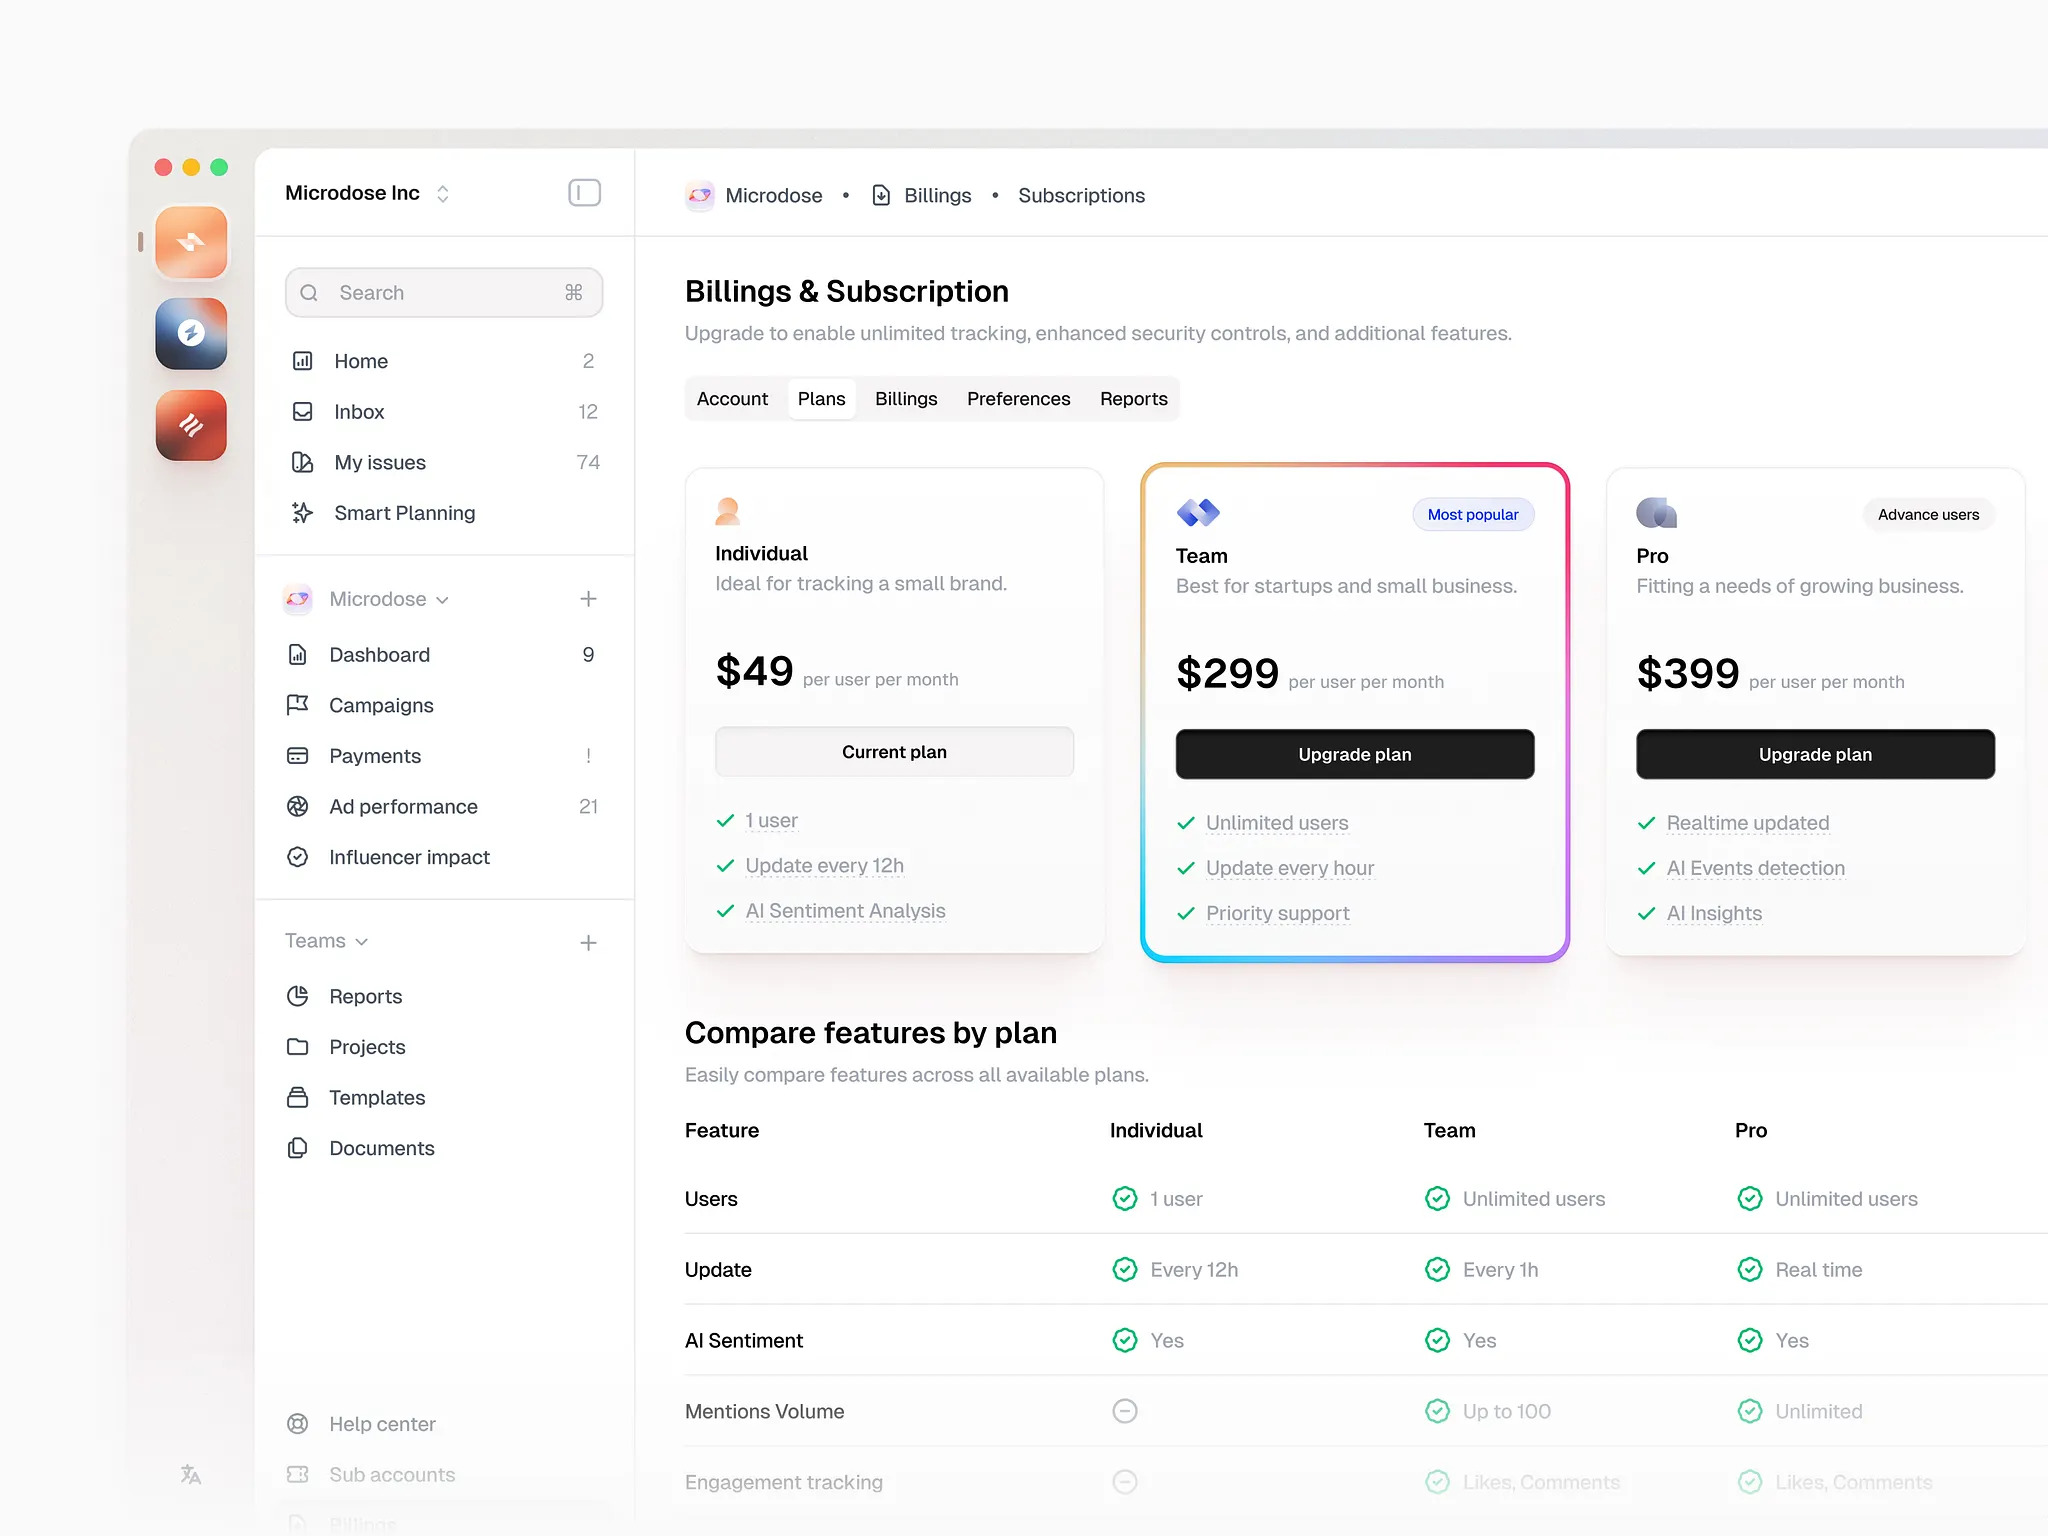 Microdose Inc
Search ⌘
Home 2
Inbox 12
My issues 74
Smart Planning
Microdose
Dashboard 9
Campaigns
Payments !
Ad performance 21
Influencer impact
Teams
Reports
Projects
Templates
Documents
Help center
Sub accounts
Billings
Microdose • Billings • Subscriptions
Billings & Subscription
Upgrade to enable unlimited tracking, enhanced security controls, and additional features.
Account Plans Billings Preferences Reports
Individual
Ideal for tracking a small brand.
$49 per user per month
Current plan
1 user
Update every 12h
AI Sentiment Analysis
Most popular
Team
Best for startups and small business.
$299 per user per month
Upgrade plan
Unlimited users
Update every hour
Priority support
Advance users
Pro
Fitting a needs of growing business.
$399 per user per month
Upgrade plan
Realtime updated
AI Events detection
AI Insights
Compare features by plan
Easily compare features across all available plans.
Feature Individual Team Pro
Users 1 user Unlimited users Unlimited users
Update Every 12h Every 1h Real time
AI Sentiment Yes Yes Yes
Mentions Volume Up to 100 Unlimited
Engagement tracking Likes, Comments Likes, Comments